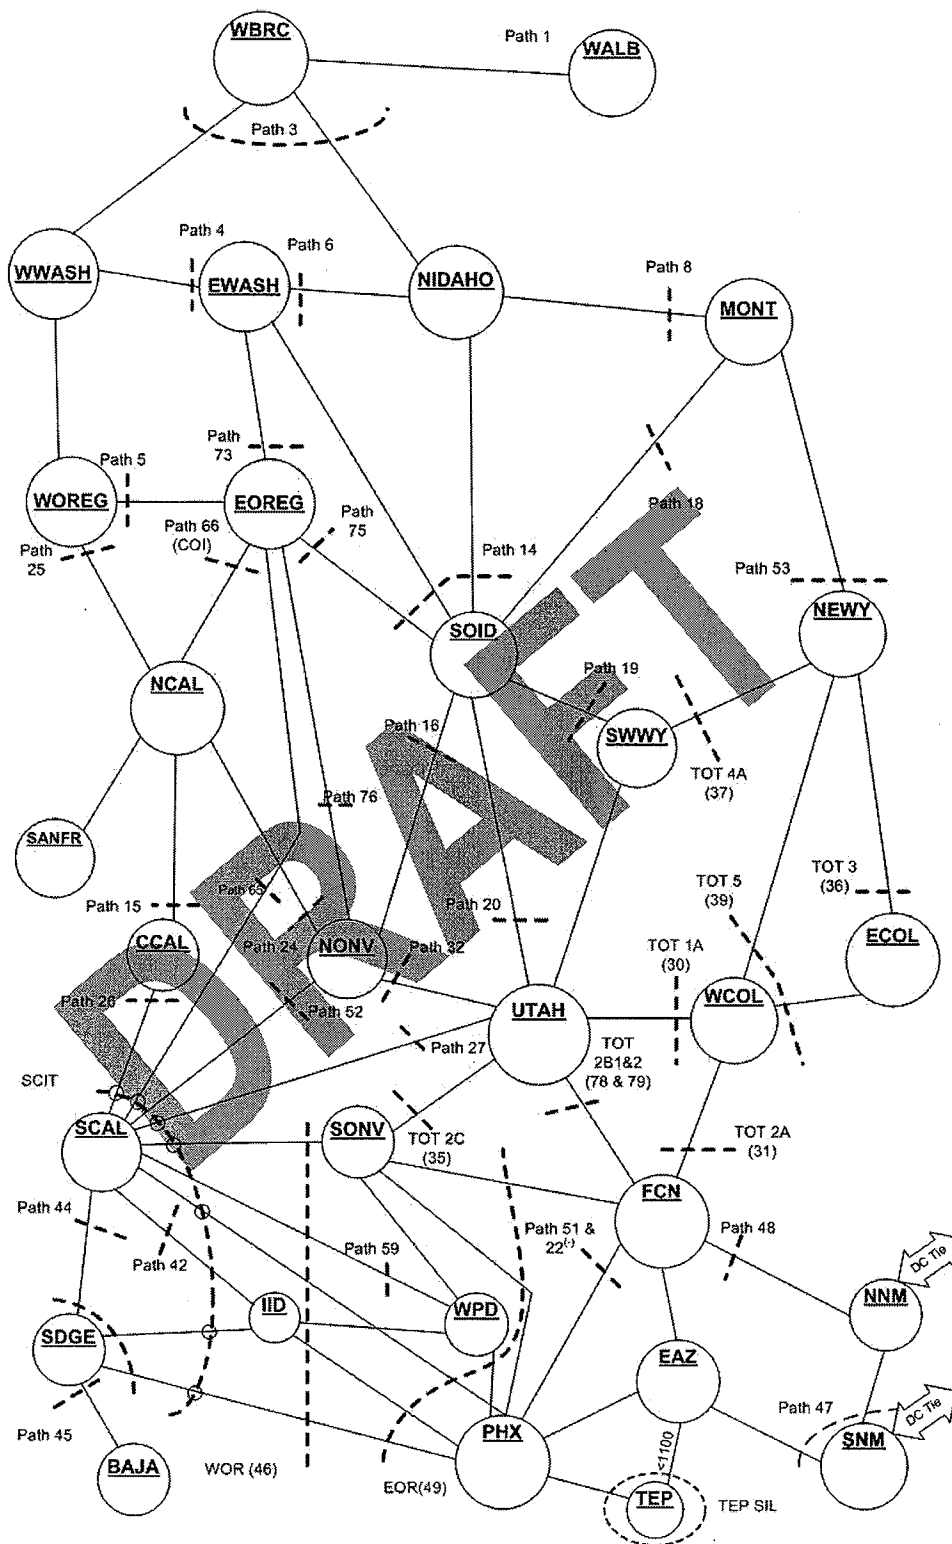 WBRC
Path 1
WALB
Path 3
Path 4
Path 6
WWASH
EWASH
NIDAHO
Path 8
MONT
Path
73
Path 5
WOREG
EOREG
Path 18
Path
25
Path 66
(COI)
Path
75
Path 14
Path 53
NEWY
SOID
NCAL
Path 19
SWWY
Path 16
TOT 4A
(37)
Path 76
SANFR
TOT 3
(36)
TOT 5
(39)
Path 65
Path 15
Path 20
CCAL
Path 24
NONV
Path 32
TOT 1A
(30)
ECOL
Path 26
Path 52
UTAH
WCOL
Path 27
TOT
2B1&2
(78 & 79)
SCIT
SCAL
SONV
TOT 2C
(35)
TOT 2A
(31)
FCN
Path 44
Path 42
Path 59
Path 51 &
22(-)
Path 48
DC Tie
IID
WPD
NNM
SDGE
EAZ
Path 47
DC Tie
Path 45
PHX
SNM
BAJA
WOR (46)
EOR(49)
<1100
TEP
TEP SIL
DRAFT